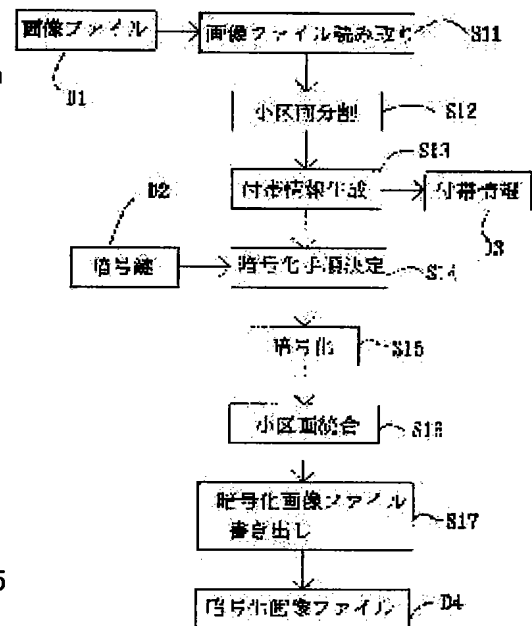 画像ファイル
画像ファイル読み取り
S11
D1
小区画分割
S12
S13
付帯情報生成
付帯情報
D2
D3
暗号鍵
暗号化手順決定
S14
暗号化
S15
小区画統合
S16
暗号化画像ファイル
書き出し
S17
暗号化画像ファイル
D4